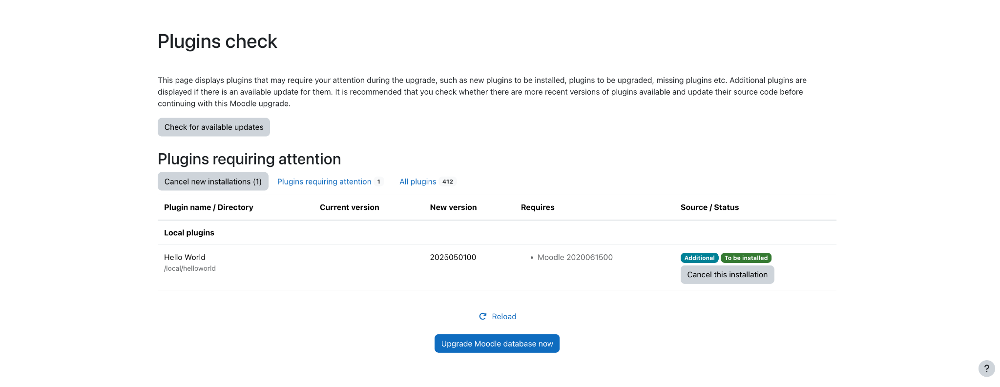 Plugins check
This page displays plugins that may require your attention during the upgrade, such as new plugins to be installed, plugins to be upgraded, missing plugins etc. Additional plugins are
displayed if there is an available update for them. It is recommended that you check whether there are more recent versions of plugins available and update their source code before
continuing with this Moodle upgrade.
Check for available updates
Plugins requiring attention
Cancel new installations (1) Plugins requiring attention 1 All plugins 412
Plugin name / Directory Current version New version Requires Source / Status
Local plugins
Hello World 2025050100 • Moodle 2020061500 Additional To be installed
/local/helloworld Cancel this installation
Reload
Upgrade Moodle database now
?